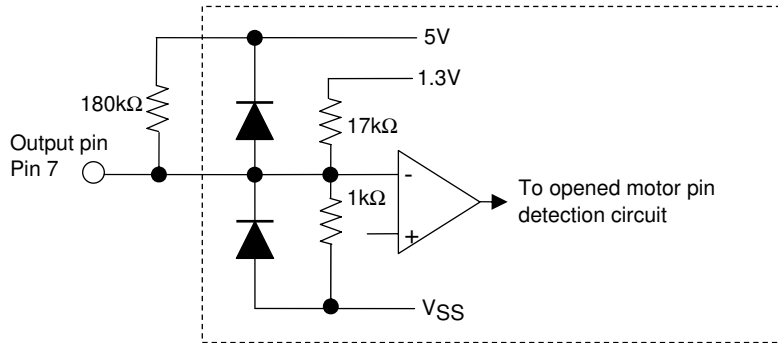 5V
1.3V
180kΩ
17kΩ
Output pin
Pin 7
-
1kΩ
To opened motor pin
detection circuit
+
VSS